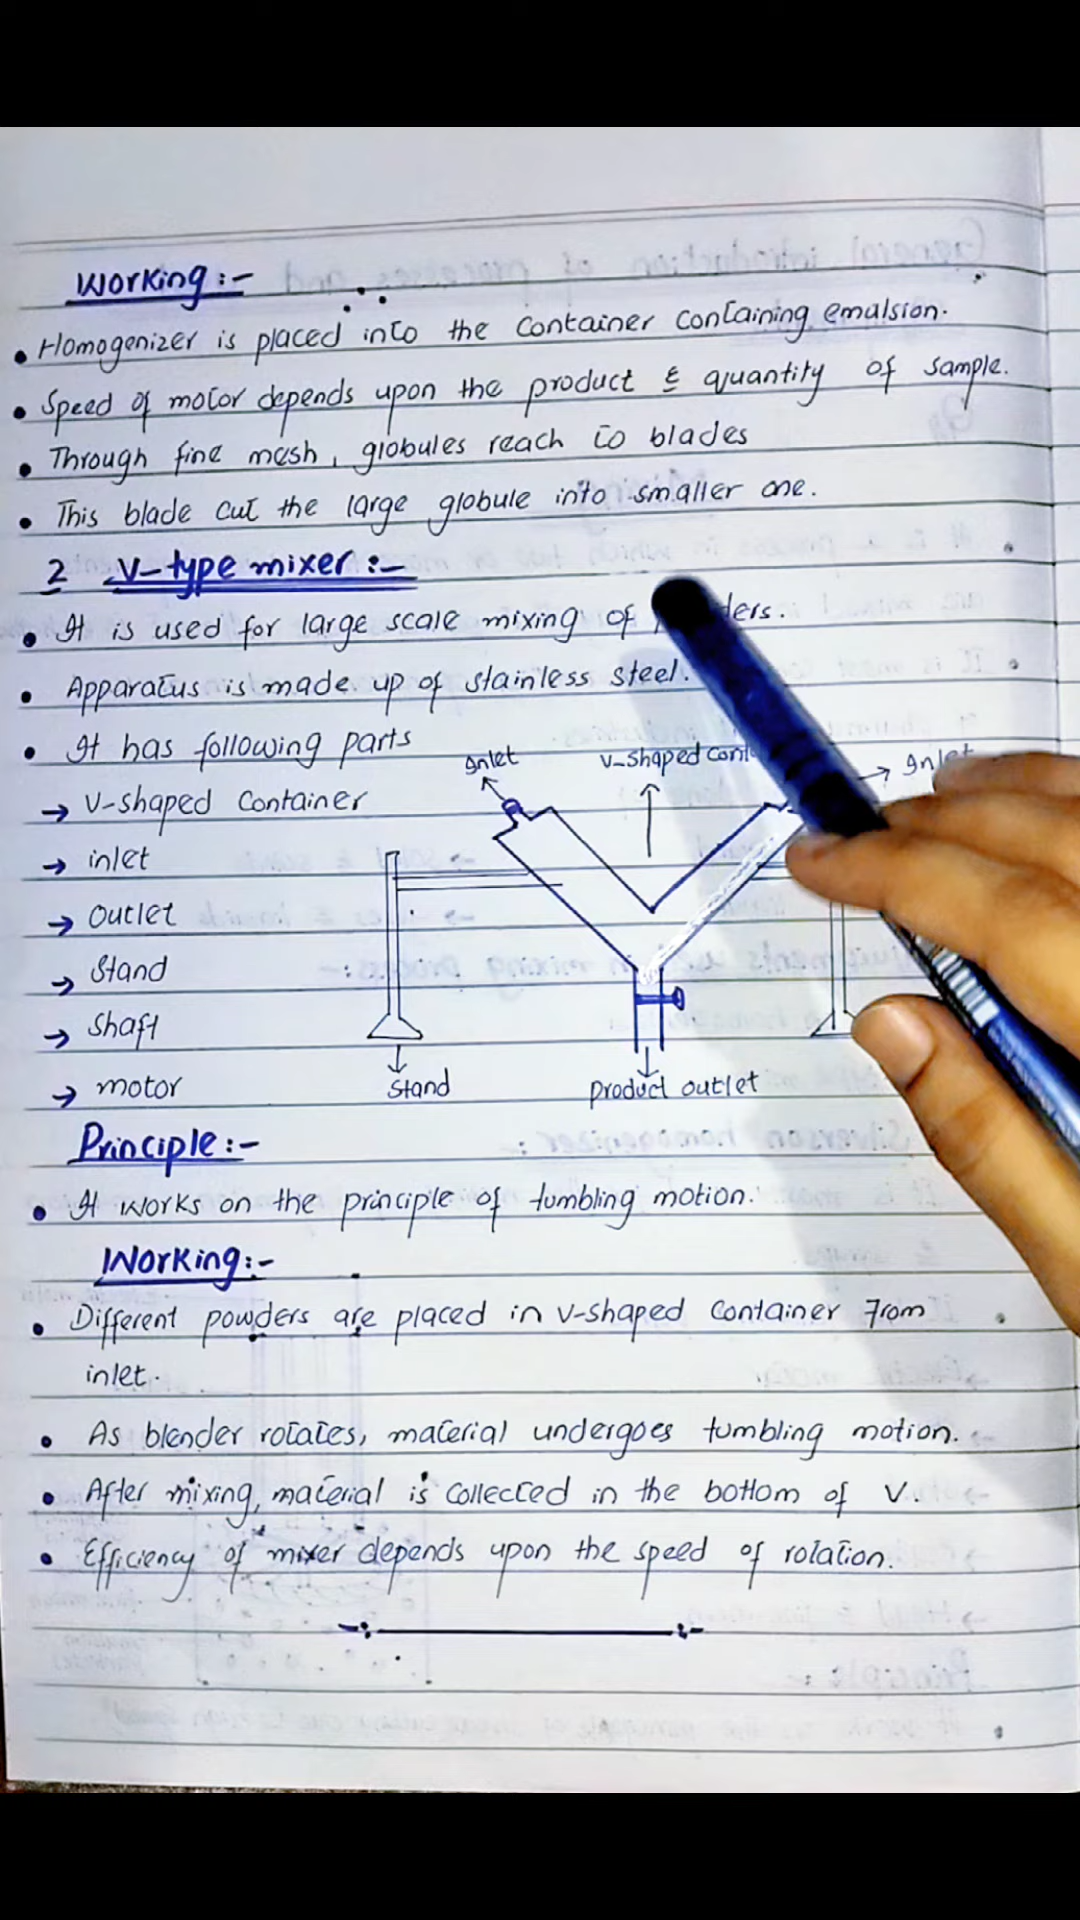 Working:-
• Homogenizer is placed into the container containing emulsion.
• Speed of motor depends upon the product & quantity of sample.
• Through fine mesh, globules reach to blades
• This blade cut the large globule into smaller one.
2 V-type mixer:-
• It is used for large scale mixing of
• Apparatus is made up of stainless steel.
• It has following parts
Inlet
V-shaped
→ Inlet
→ V-shaped container
→ inlet
→ outlet
→ Stand
→ Shaft
→ motor
Stand
product outlet
Principle:-
• It works on the principle of tumbling motion.
Working:-
• Different powders are placed in V-shaped container from
inlet.
• As blender rotates, material undergoes tumbling motion.
• After mixing, material is collected in the bottom of V.
• Efficiency of mixer depends upon the speed of rotation.